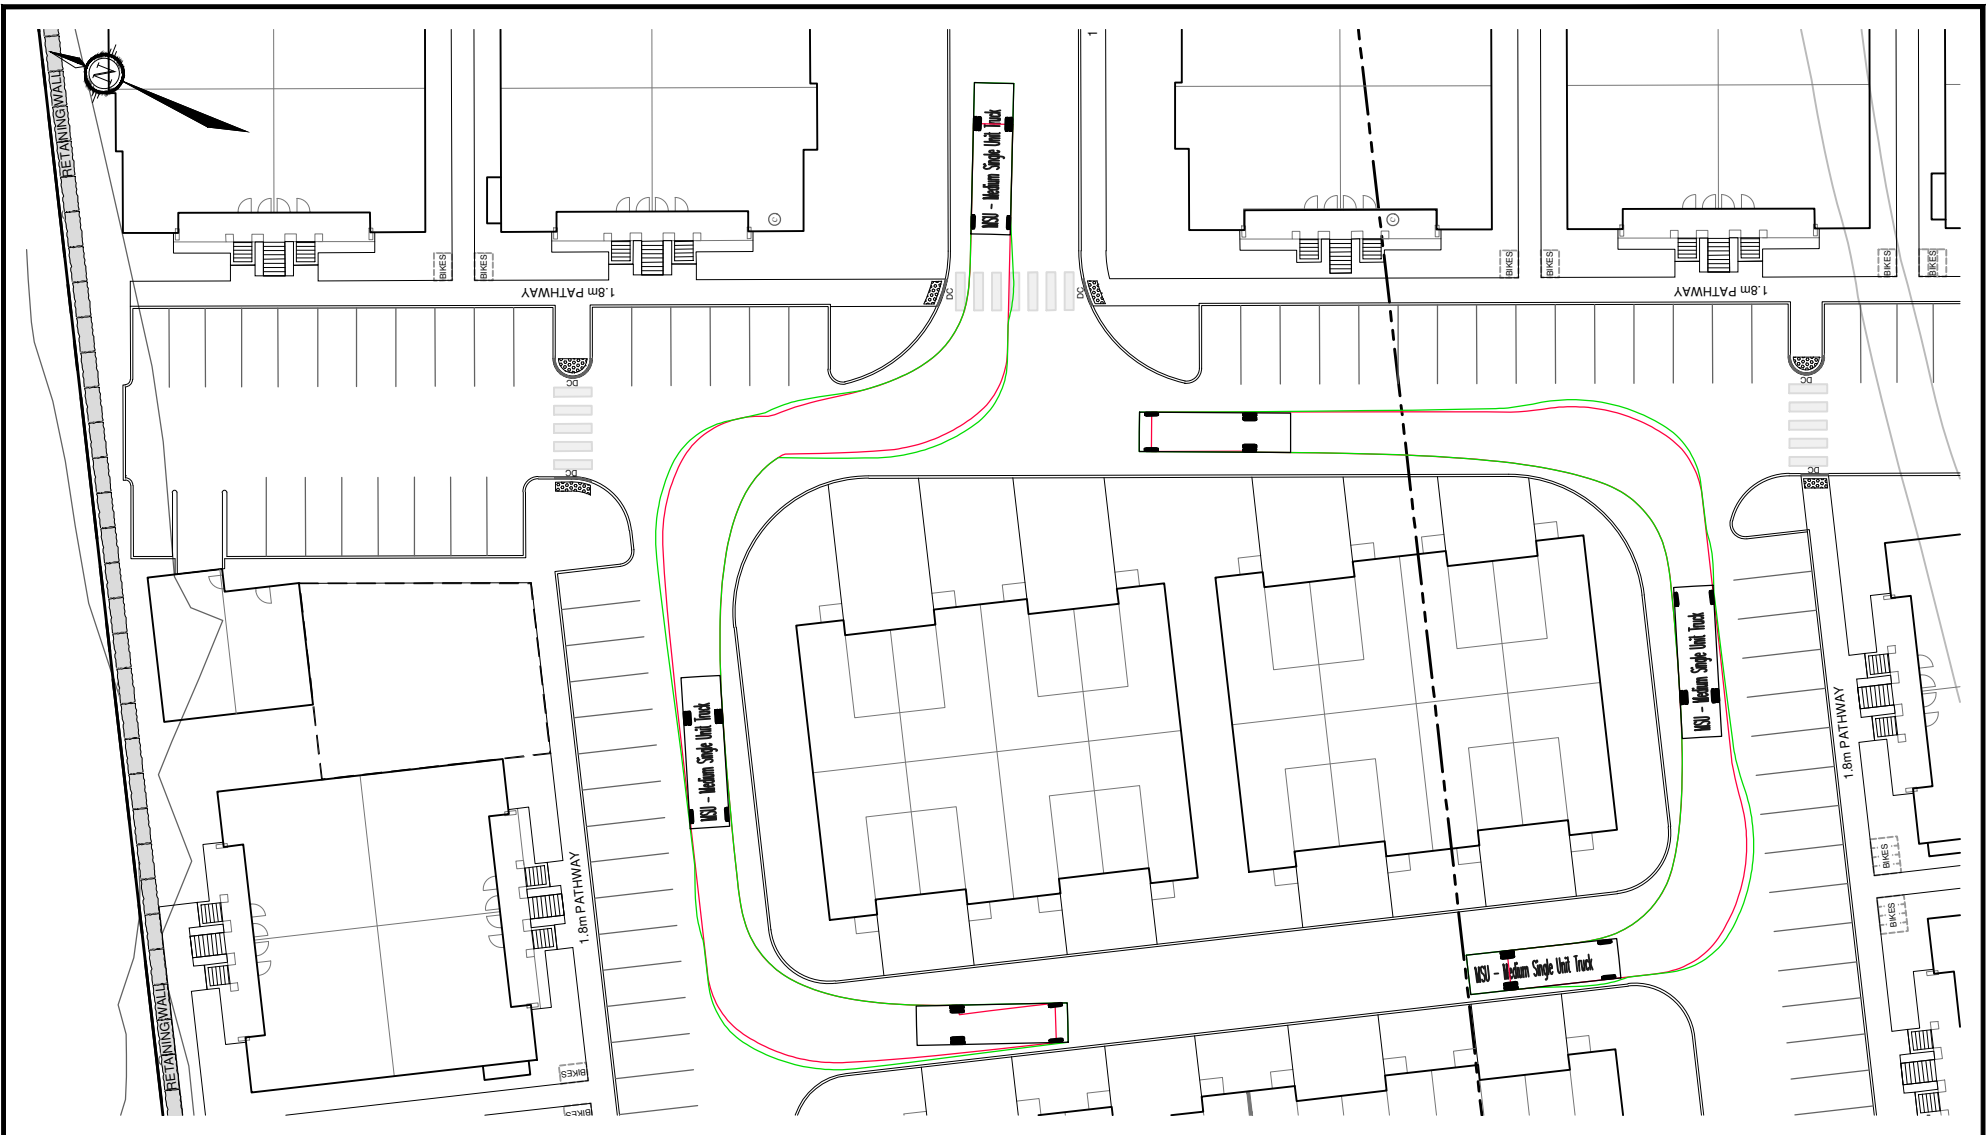 N
RETAINING WALL
MSU - Medium Single Unit Truck
BIKES
BIKES
BIKES
BIKES
BIKES
BIKES
1.8m PATHWAY
DC
DC
1.8m PATHWAY
DC
DC
DC
DC
MSU - Medium Single Unit Truck
MSU - Medium Single Unit Truck
1.8m PATHWAY
1.8m PATHWAY
BIKES
BIKES
MSU - Medium Single Unit Truck
RETAINING WALL
BIKES
BIKES
C
C